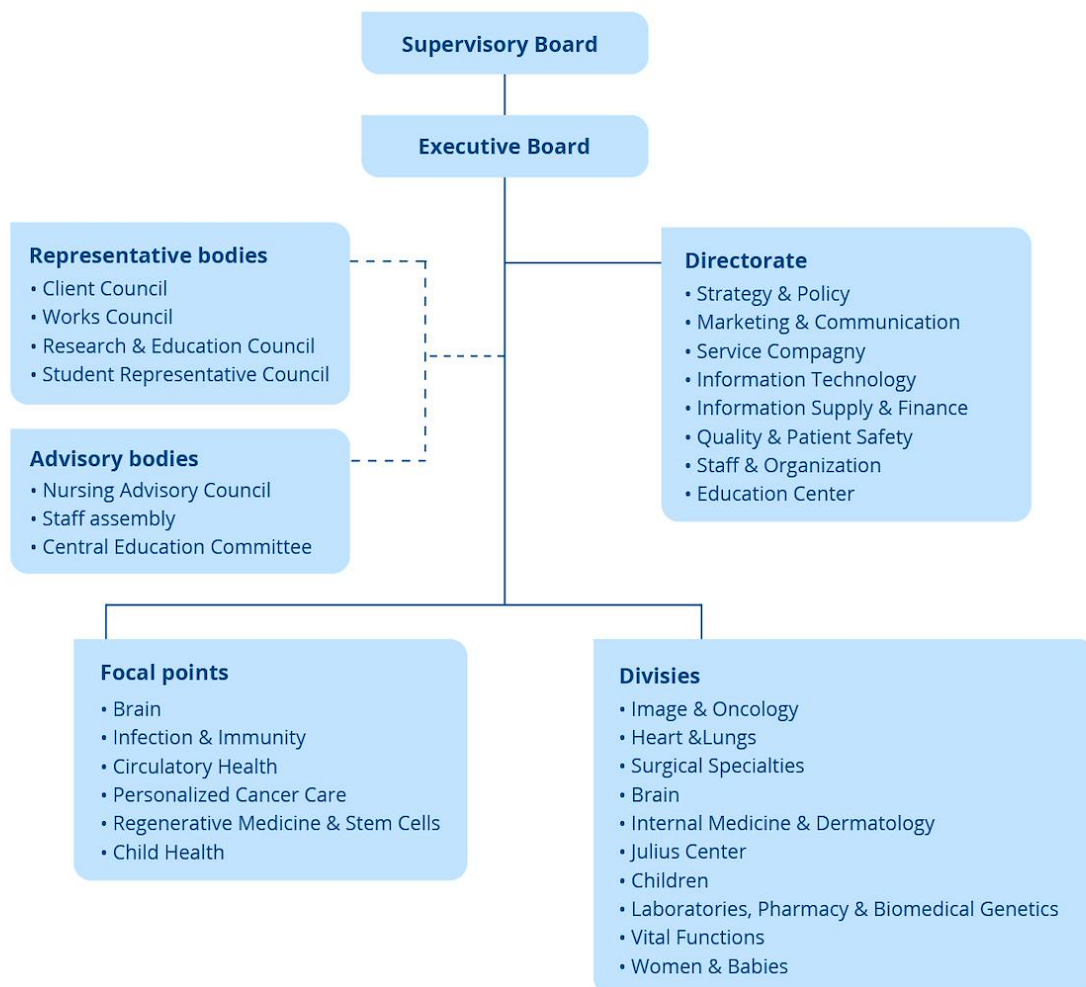 Supervisory Board
Executive Board
Representative bodies
• Client Council
• Works Council
• Research & Education Council
• Student Representative Council
Directorate
• Strategy & Policy
• Marketing & Communication
• Service Compagny
• Information Technology
• Information Supply & Finance
• Quality & Patient Safety
• Staff & Organization
• Education Center
Advisory bodies
• Nursing Advisory Council
• Staff assembly
• Central Education Committee
Focal points
• Brain
• Infection & Immunity
• Circulatory Health
• Personalized Cancer Care
• Regenerative Medicine & Stem Cells
• Child Health
Divisies
• Image & Oncology
• Heart &Lungs
• Surgical Specialties
• Brain
• Internal Medicine & Dermatology
• Julius Center
• Children
• Laboratories, Pharmacy & Biomedical Genetics
• Vital Functions
• Women & Babies